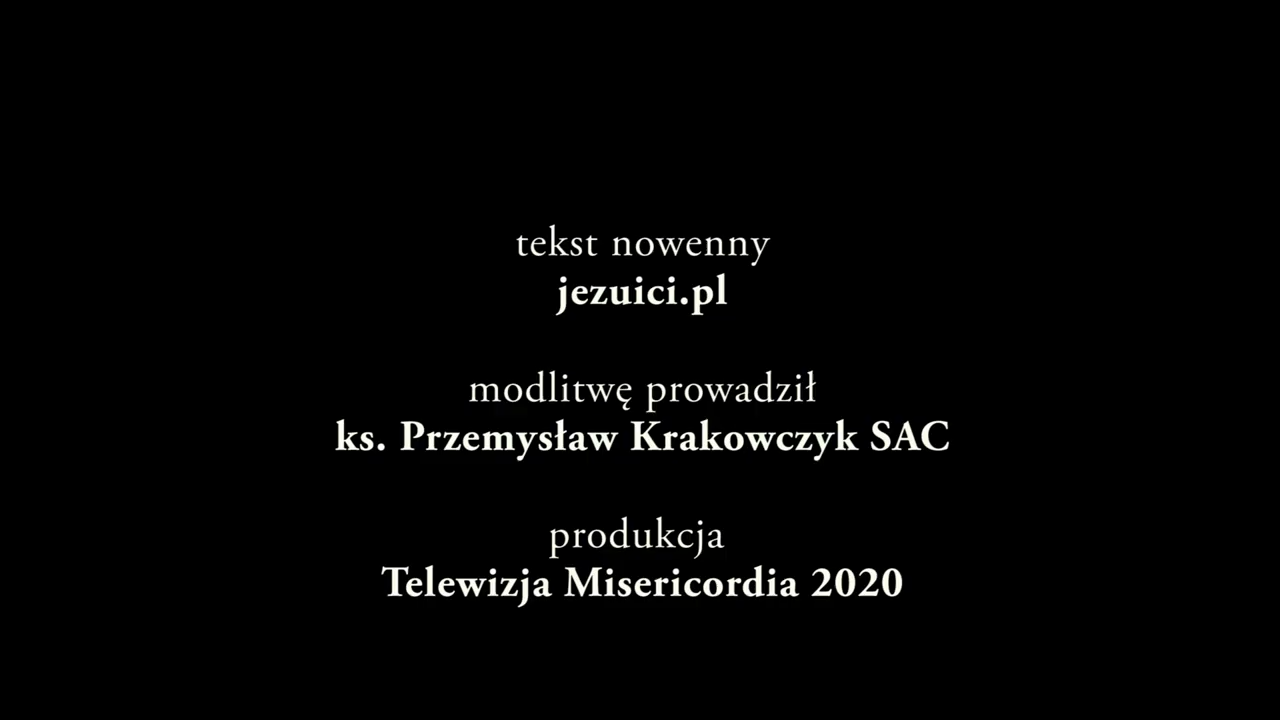 tekst nowenny
jezuici.pl
modlitwę prowadził
ks. Przemysław Krakowczyk SAC
produkcja
Telewizja Misericordia 2020